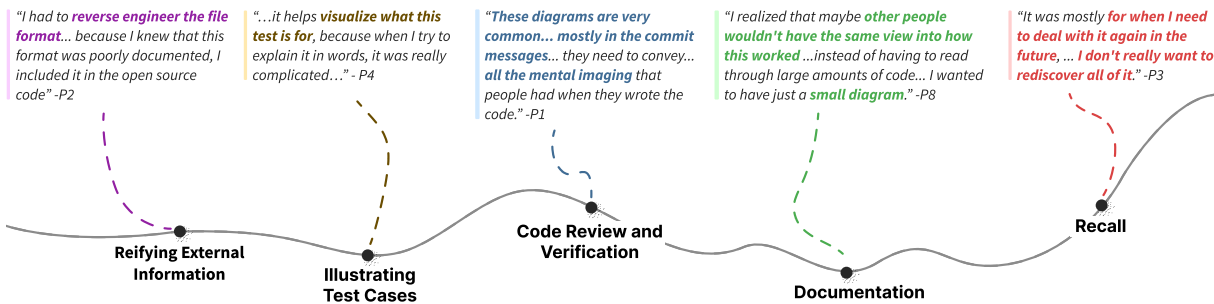 “I had to reverse engineer the file
format... because I knew that this
format was poorly documented, I
included it in the open source
code” -P2
“…it helps visualize what this
test is for, because when I try to
explain it in words, it was really
complicated…” - P4
“These diagrams are very
common... mostly in the commit
messages... they need to convey...
all the mental imaging that
people had when they wrote the
code.” -P1
“I realized that maybe other people
wouldn't have the same view into how
this worked ...instead of having to read
through large amounts of code... I wanted
to have just a small diagram.” -P8
“It was mostly for when I need
to deal with it again in the
future, ... I don't really want to
rediscover all of it.” -P3
Reifying External
Information
Illustrating
Test Cases
Code Review and
Verification
Documentation
Recall